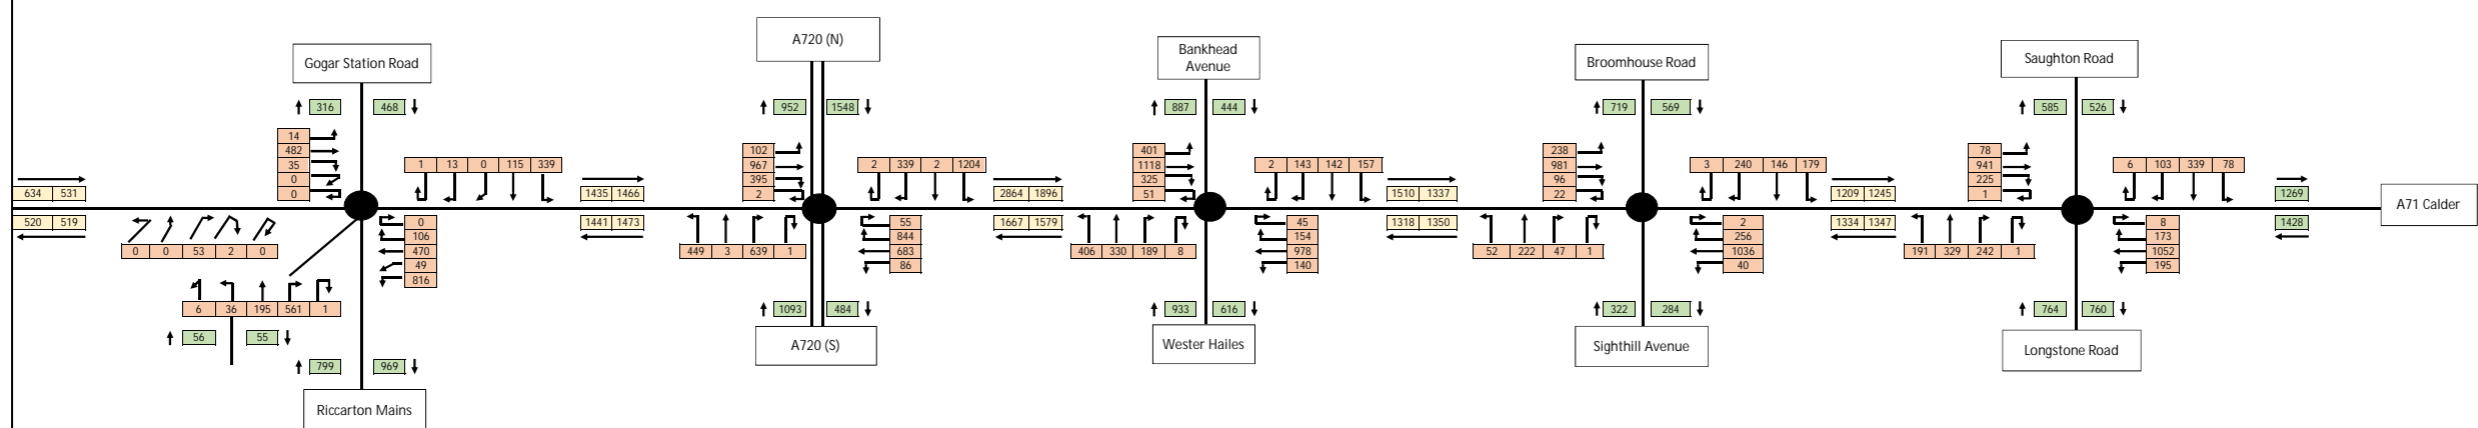 A720 (N)
Bankhead
Avenue
Gogar Station Road
Broomhouse Road
Saughton Road
316 468
952 1548
887 444
719 569
585 526
14
482
35
0
0
1 13 0 115 339
102
967
395
2
2 339 2 1204
401
1118
325
51
2 143 142 157
238
981
96
22
3 240 146 179
78
941
225
1
6 103 339 78
634 531
1435 1466
2864 1896
1510 1337
1209 1245
1269
A71 Calder
520 519
1441 1473
1667 1579
1318 1350
1334 1347
1428
0 0 53 2 0
0
106
470
49
816
449 3 639 1
55
844
683
86
406 330 189 8
45
154
978
140
52 222 47 1
2
256
1036
40
191 329 242 1
8
173
1052
195
6 36 195 561 1
56 55
799 969
1093 484
933 616
322 284
764 760
A720 (S)
Wester Hailes
Sighthill Avenue
Longstone Road
Riccarton Mains